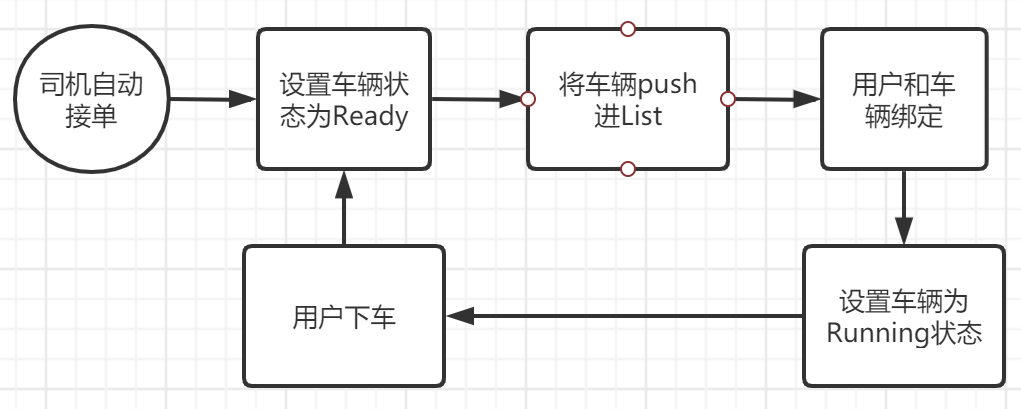 司机自动
接单
设置车辆状
态为Ready
将车辆push
进List
用户和车
辆绑定
用户下车
设置车辆为
Running状态